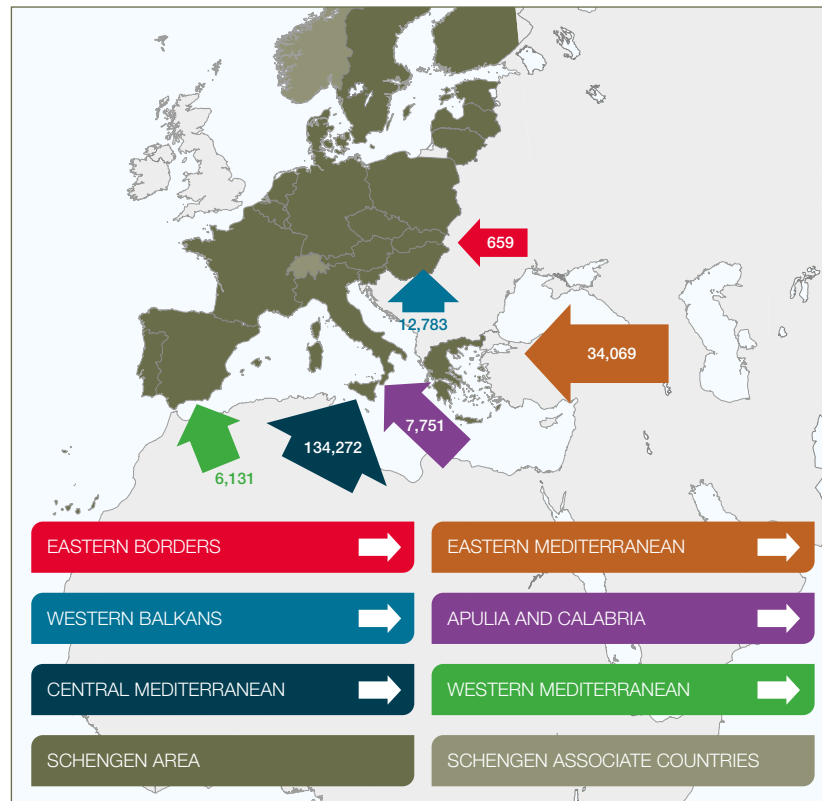 659
12,783
34,069
7,751
134,272
6,131
EASTERN BORDERS
EASTERN MEDITERRANEAN
WESTERN BALKANS
APULIA AND CALABRIA
CENTRAL MEDITERRANEAN
WESTERN MEDITERRANEAN
SCHENGEN AREA
SCHENGEN ASSOCIATE COUNTRIES